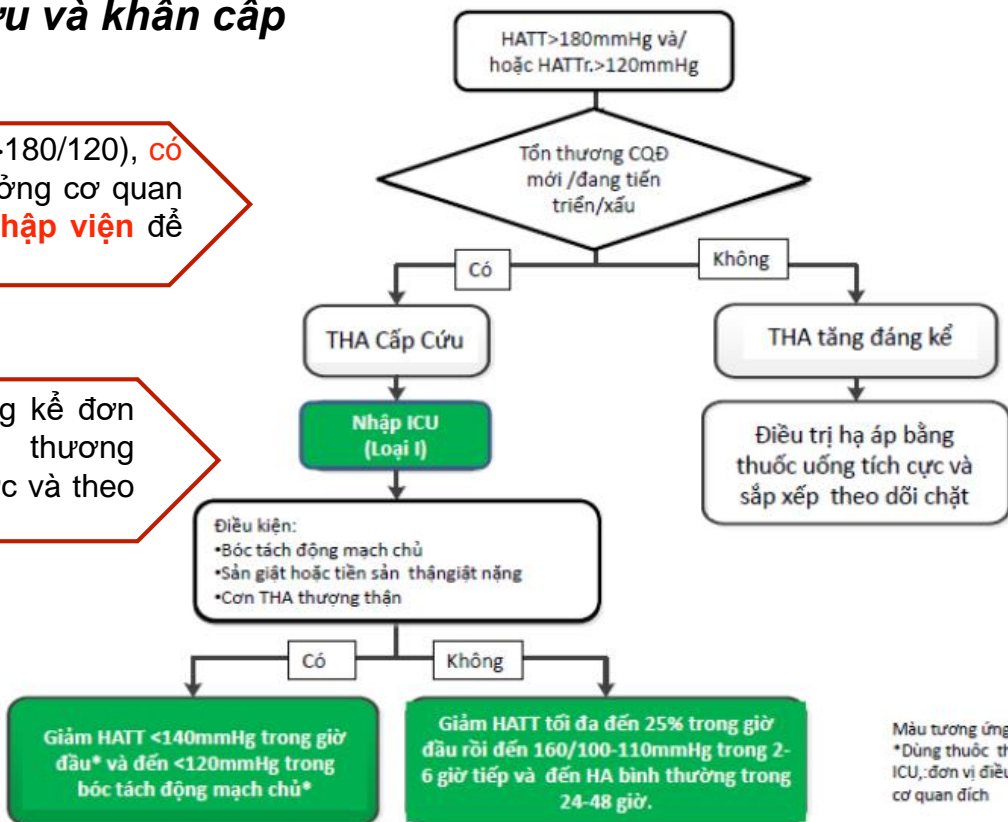 và khẩn cấp
180/120), có
cơ quan
viện để
kể đơn
thương
và theo
HATT>180mmHg và/
hoặc HATTr.>120mmHg
Tổn thương CQĐ
mới /đang tiến
triển/xấu
Có
Không
THA Cấp Cứu
THA tăng đáng kể
Nhập ICU
(Loại I)
Điều trị hạ áp bằng
thuốc uống tích cực và
sắp xếp theo dõi chặt
Điều kiện:
•Bóc tách động mạch chủ
•Sản giật hoặc tiền sản thậngiật nặng
•Cơn THA thượng thận
Có
Không
Giảm HATT <140mmHg trong giờ
đầu* và đến <120mmHg trong
bóc tách động mạch chủ*
Giảm HATT tối đa đến 25% trong giờ
đầu rồi đến 160/100-110mmHg trong 2-
6 giờ tiếp và đến HA bình thường trong
24-48 giờ.
Màu tương ứng
*Dùng thuốc
ICU,:đơn vị điều
cơ quan đích